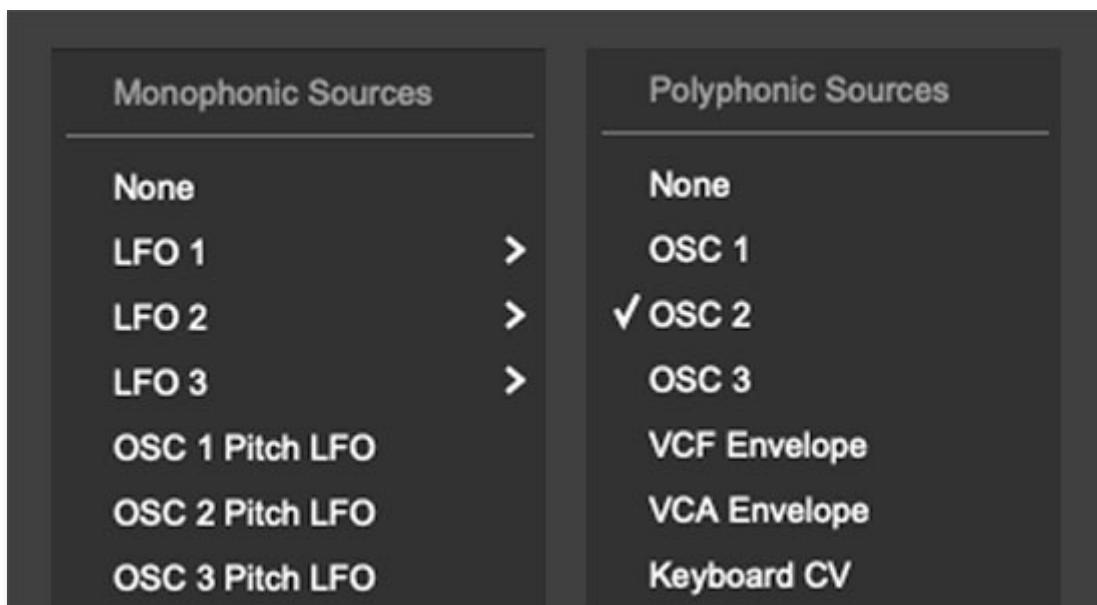 Monophonic Sources
None
LFO 1
LFO 2
LFO 3
OSC 1 Pitch LFO
OSC 2 Pitch LFO
OSC 3 Pitch LFO
Polyphonic Sources
None
OSC 1
OSC 2
OSC 3
VCF Envelope
VCA Envelope
Keyboard CV